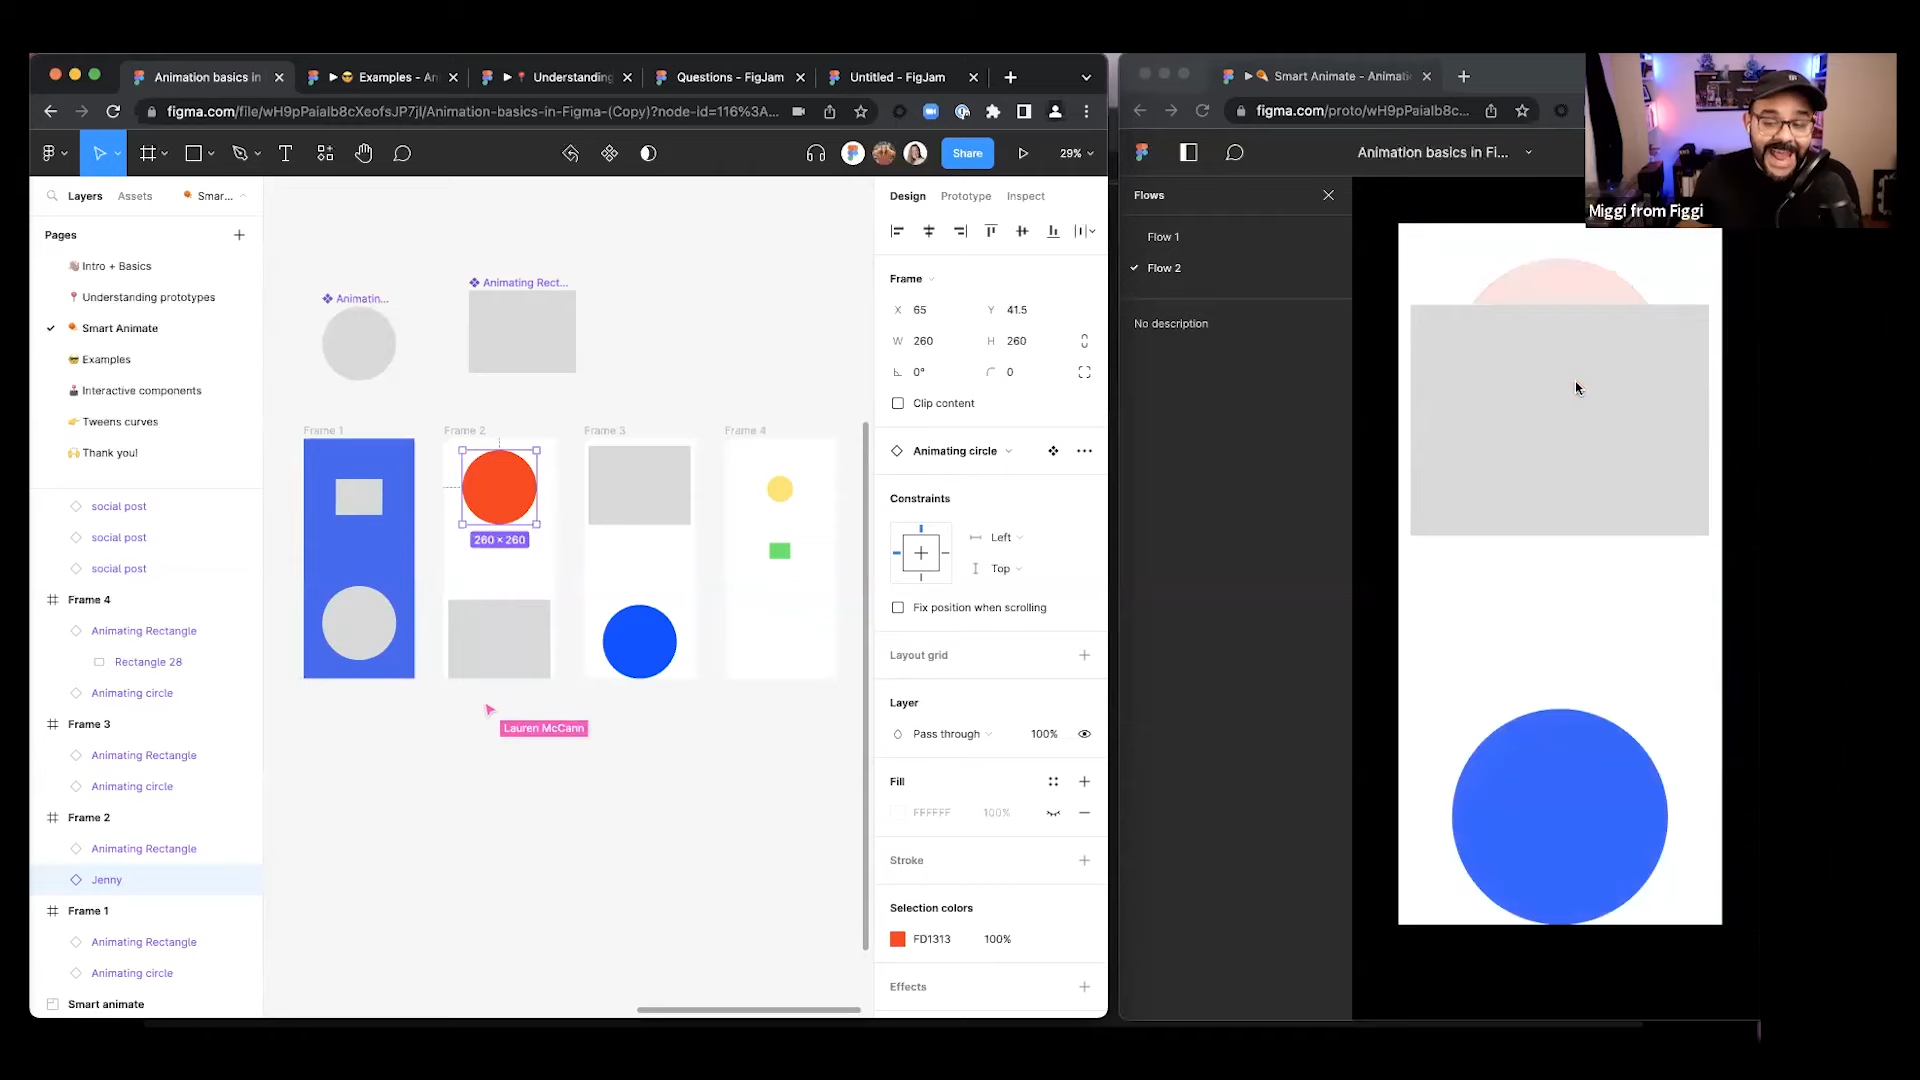 Animation basics in
Examples - An
Understanding
Questions - FigJam
Untitled - FigJam
figma.com/file/wH9pPaiaIb8cXeofsJP7jl/Animation-basics-in-Figma-(Copy)?node-id=116%3A...
Share
29%
Layers
Assets
Smar...
Pages
Intro + Basics
Understanding prototypes
Smart Animate
Examples
Interactive components
Tweens curves
Thank you!
social post
social post
social post
Frame 4
Animating Rectangle
Rectangle 28
Animating circle
Frame 3
Animating Rectangle
Animating circle
Frame 2
Animating Rectangle
Jenny
Frame 1
Animating Rectangle
Animating circle
Smart animate
Animatin...
Animating Rect...
Frame 1
Frame 2
Frame 3
Frame 4
260 × 260
Lauren McCann
Design
Prototype
Inspect
Frame
X 65
Y 41.5
W 260
H 260
0°
0
Clip content
Animating circle
Constraints
Left
Top
Fix position when scrolling
Layout grid
Layer
Pass through
100%
Fill
FFFFFF
100%
Stroke
Selection colors
FD1313
100%
Effects
Smart Animate - Animati
figma.com/proto/wH9pPaiaIb8c...
Animation basics in Fi...
Flows
Flow 1
Flow 2
No description
Miggi from Figgi